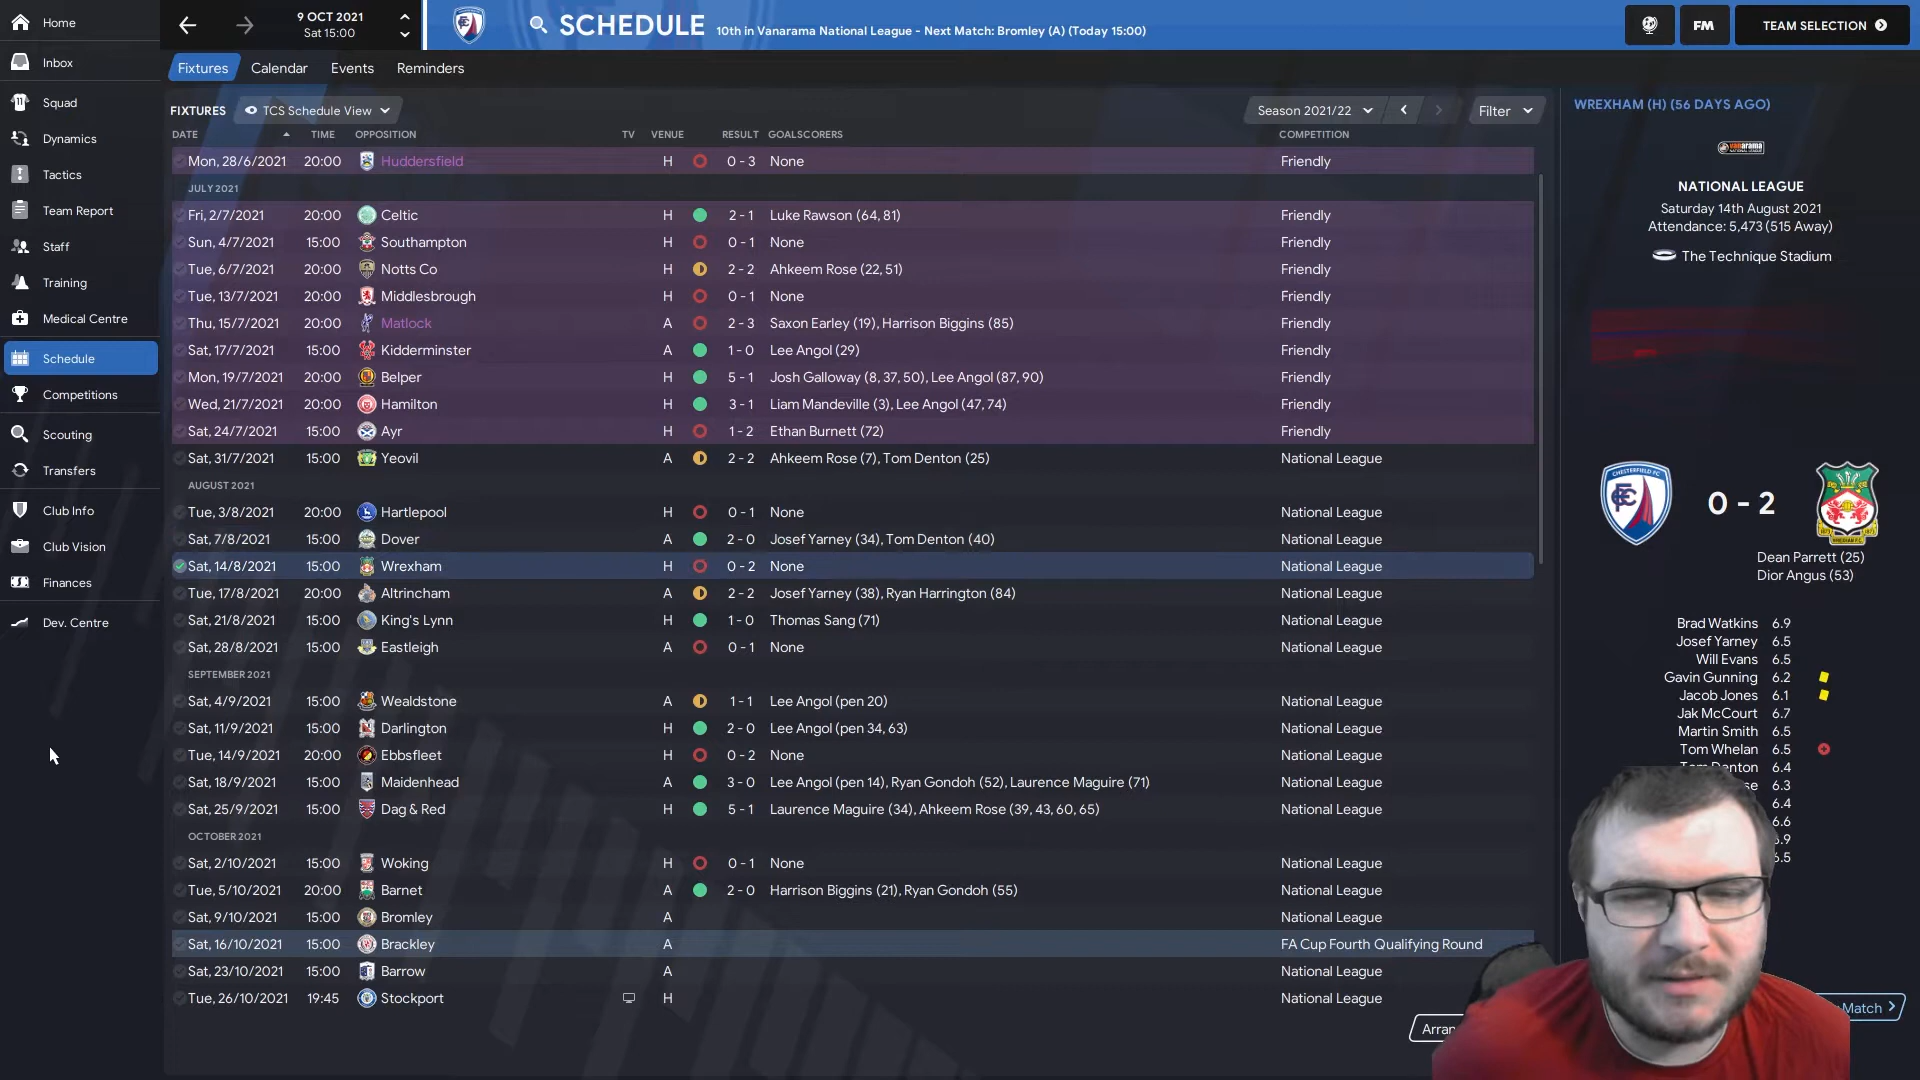 Home
Inbox
Squad
Dynamics
Tactics
Team Report
Staff
Training
Medical Centre
Schedule
Competitions
Scouting
Transfers
Club Info
Club Vision
Finances
Dev. Centre
9 OCT 2021
Sat 15:00
SCHEDULE
10th in Vanarama National League - Next Match: Bromley (A) (Today 15:00)
FM
TEAM SELECTION
Fixtures Calendar Events Reminders
FIXTURES TCS Schedule View Season 2021/22 Filter
DATE TIME OPPOSITION TV VENUE RESULT GOALSCORERS COMPETITION
Mon, 28/6/2021 20:00 Huddersfield H 0 - 3 None Friendly
JULY 2021
Fri, 2/7/2021 20:00 Celtic H 2 - 1 Luke Rawson (64, 81) Friendly
Sun, 4/7/2021 15:00 Southampton H 0 - 1 None Friendly
Tue, 6/7/2021 20:00 Notts Co H 2 - 2 Ahkeem Rose (22, 51) Friendly
Tue, 13/7/2021 20:00 Middlesbrough H 0 - 1 None Friendly
Thu, 15/7/2021 20:00 Matlock A 2 - 3 Saxon Earley (19), Harrison Biggins (85) Friendly
Sat, 17/7/2021 15:00 Kidderminster A 1 - 0 Lee Angol (29) Friendly
Mon, 19/7/2021 20:00 Belper H 5 - 1 Josh Galloway (8, 37, 50), Lee Angol (87, 90) Friendly
Wed, 21/7/2021 20:00 Hamilton H 3 - 1 Liam Mandeville (3), Lee Angol (47, 74) Friendly
Sat, 24/7/2021 15:00 Ayr H 1 - 2 Ethan Burnett (72) Friendly
Sat, 31/7/2021 15:00 Yeovil A 2 - 2 Ahkeem Rose (7), Tom Denton (25) National League
AUGUST 2021
Tue, 3/8/2021 20:00 Hartlepool H 0 - 1 None National League
Sat, 7/8/2021 15:00 Dover A 2 - 0 Josef Yarney (34), Tom Denton (40) National League
Sat, 14/8/2021 15:00 Wrexham H 0 - 2 None National League
Tue, 17/8/2021 20:00 Altrincham A 2 - 2 Josef Yarney (38), Ryan Harrington (84) National League
Sat, 21/8/2021 15:00 King's Lynn H 1 - 0 Thomas Sang (71) National League
Sat, 28/8/2021 15:00 Eastleigh A 0 - 1 None National League
SEPTEMBER 2021
Sat, 4/9/2021 15:00 Wealdstone A 1 - 1 Lee Angol (pen 20) National League
Sat, 11/9/2021 15:00 Darlington H 2 - 0 Lee Angol (pen 34, 63) National League
Tue, 14/9/2021 20:00 Ebbsfleet H 0 - 2 None National League
Sat, 18/9/2021 15:00 Maidenhead A 3 - 0 Lee Angol (pen 14), Ryan Gondoh (52), Laurence Maguire (71) National League
Sat, 25/9/2021 15:00 Dag & Red H 5 - 1 Laurence Maguire (34), Ahkeem Rose (39, 43, 60, 65) National League
OCTOBER 2021
Sat, 2/10/2021 15:00 Woking H 0 - 1 None National League
Tue, 5/10/2021 20:00 Barnet A 2 - 0 Harrison Biggins (21), Ryan Gondoh (55) National League
Sat, 9/10/2021 15:00 Bromley A National League
Sat, 16/10/2021 15:00 Brackley A FA Cup Fourth Qualifying Round
Sat, 23/10/2021 15:00 Barrow A National League
Tue, 26/10/2021 19:45 Stockport H National League
WREXHAM (H) (56 DAYS AGO)
NATIONAL LEAGUE
Saturday 14th August 2021
Attendance: 5,473 (515 Away)
The Technique Stadium
CHESTERFIELD FC
0 - 2
Dean Parrett (25)
Dior Angus (53)
Brad Watkins 6.9
Josef Yarney 6.5
Will Evans 6.5
Gavin Gunning 6.2
Jacob Jones 6.1
Jak McCourt 6.7
Martin Smith 6.5
Tom Whelan 6.5
Tom Denton 6.4
se 6.3
6.4
6.6
6.9
6.5
Match
Arran